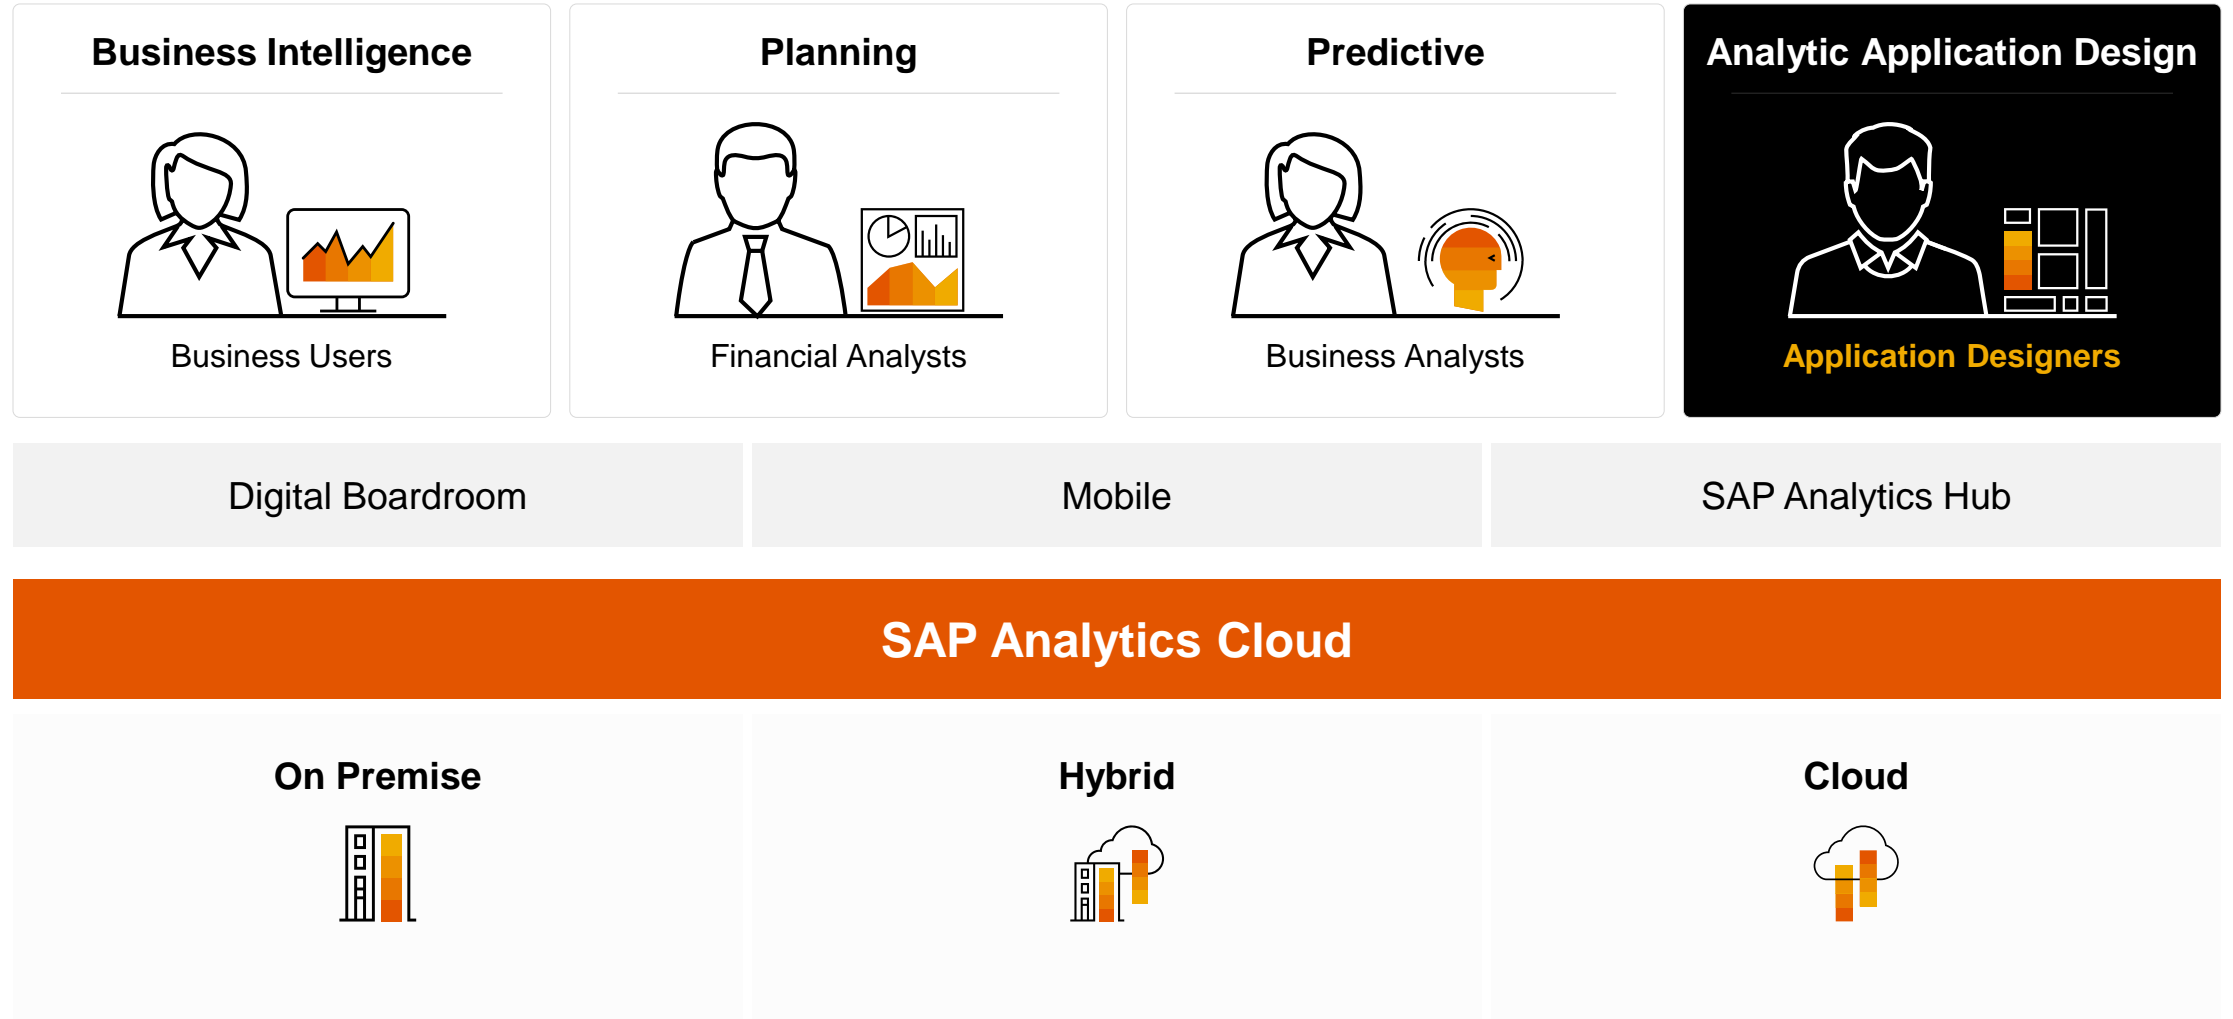 Business Intelligence
Business Users
Planning
Financial Analysts
Predictive
Business Analysts
Analytic Application Design
Application Designers
Digital Boardroom
Mobile
SAP Analytics Hub
SAP Analytics Cloud
On Premise
Hybrid
Cloud